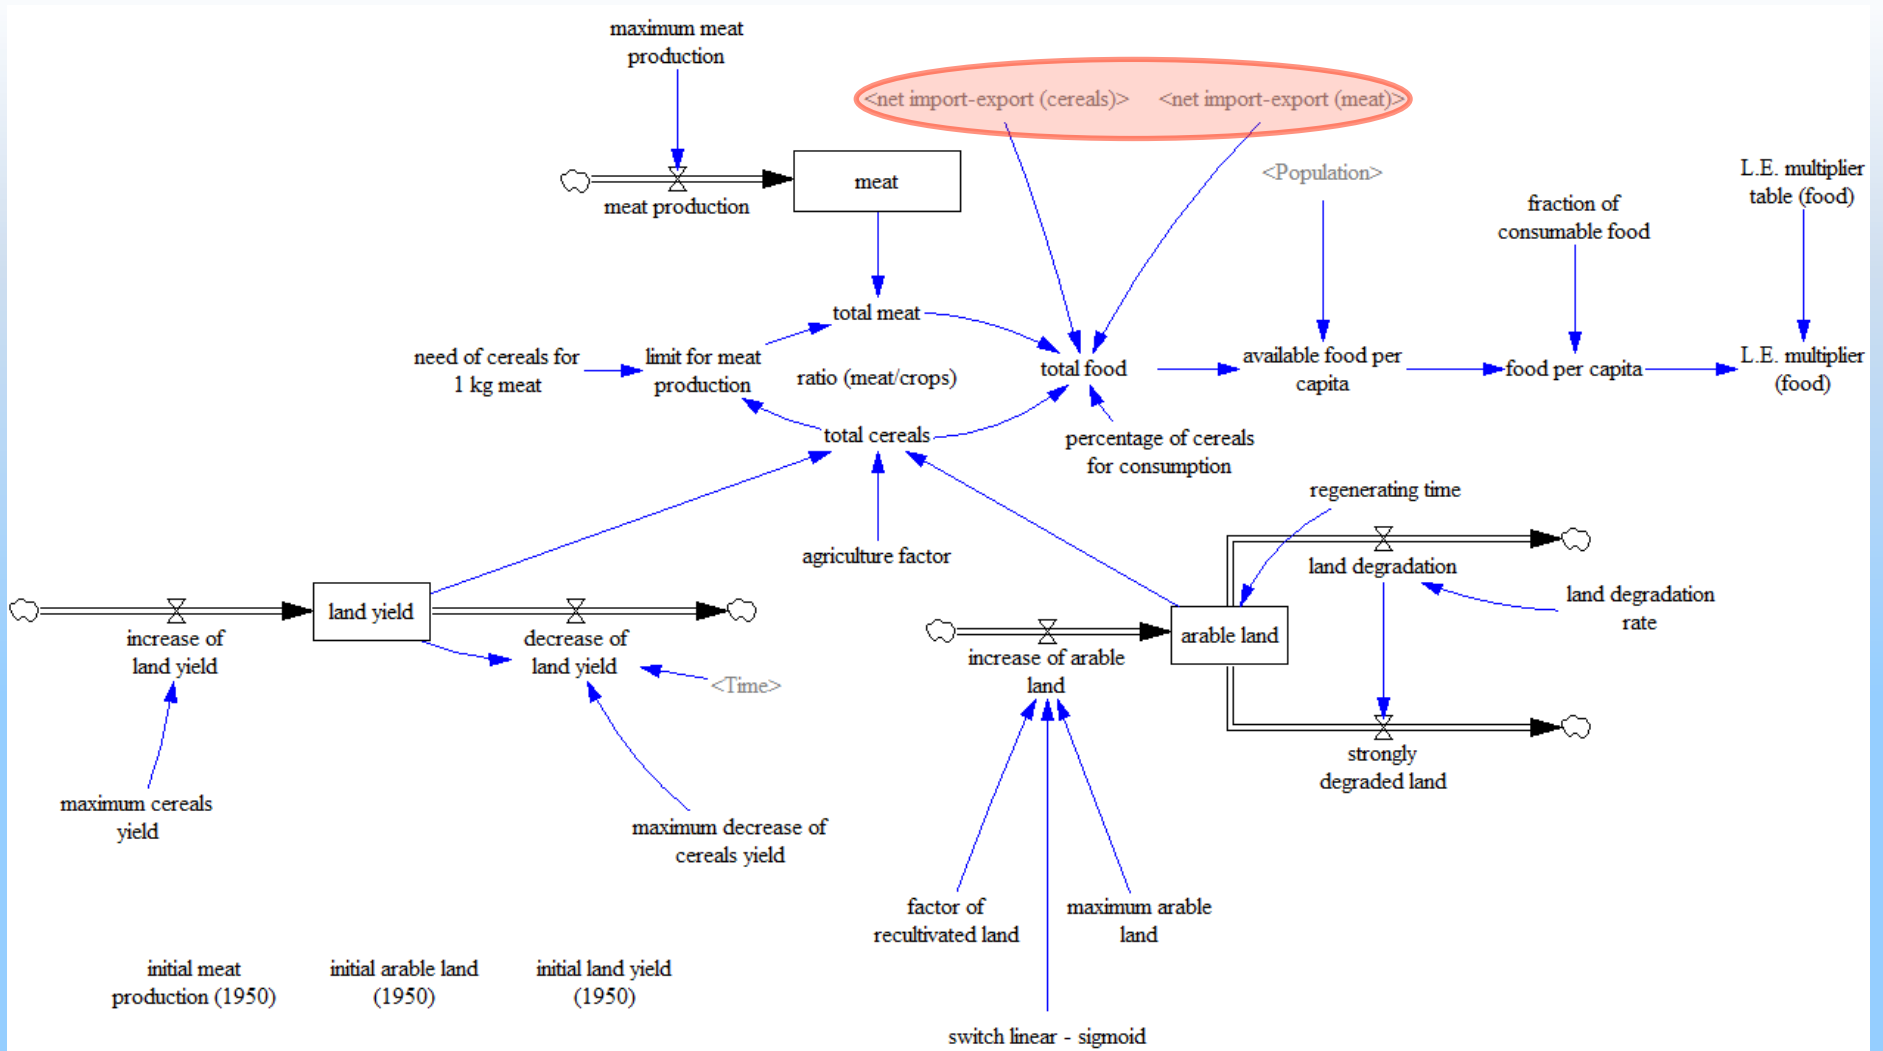 maximum meat
production
<net import-export (cereals)>
<net import-export (meat)>
meat
meat production
<Population>
L.E. multiplier
table (food)
fraction of
consumable food
total meat
need of cereals for
1 kg meat
limit for meat
production
ratio (meat/crops)
total food
available food per
capita
food per capita
L.E. multiplier
(food)
total cereals
percentage of cereals
for consumption
regenerating time
agriculture factor
land degradation
land degradation
rate
land yield
increase of
land yield
decrease of
land yield
<Time>
arable land
increase of arable
land
strongly
degraded land
maximum cereals
yield
maximum decrease of
cereals yield
factor of
recultivated land
maximum arable
land
initial meat
production (1950)
initial arable land
(1950)
initial land yield
(1950)
switch linear - sigmoid